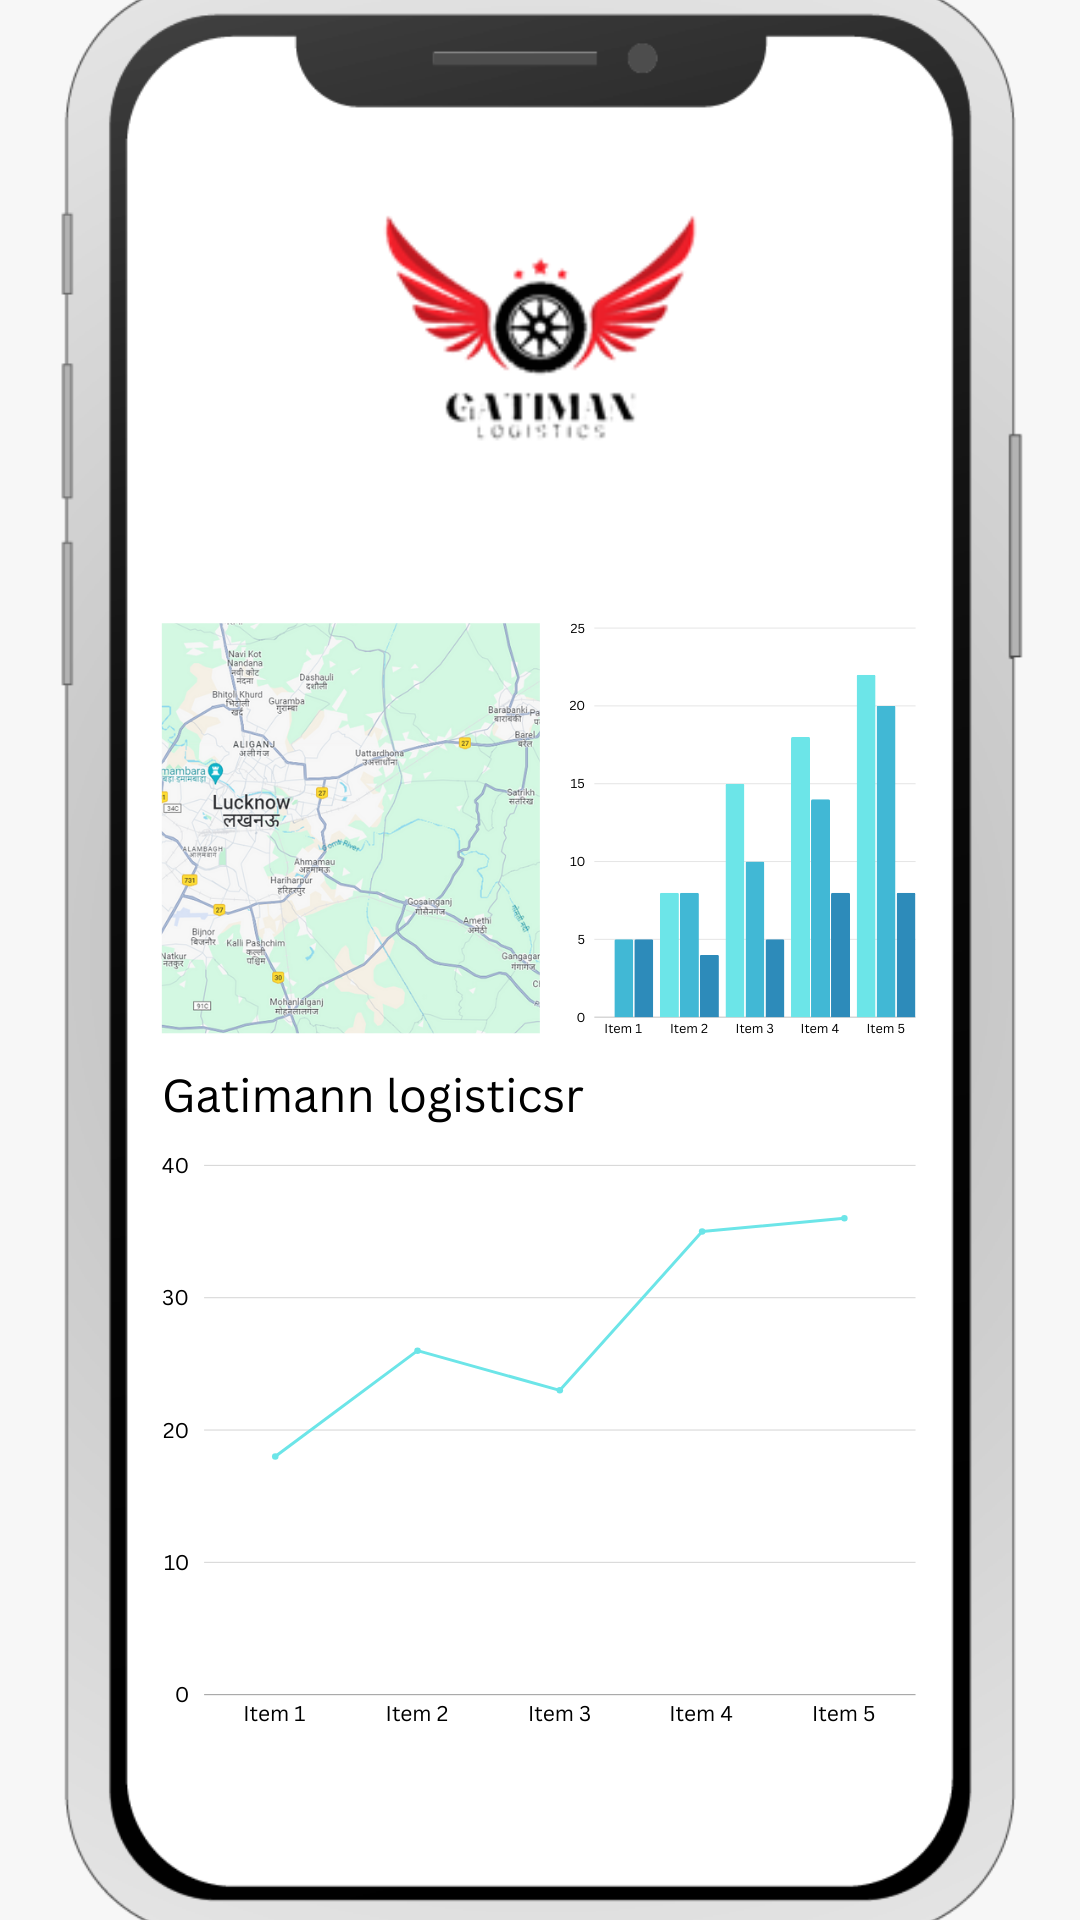 GATIMAN
LOGISTICS
Navi Kot
Nandana
नवी कोट
नंदना
Dashauli
दशौली
Bhitoli Khurd
भिटौली
खुर्द
Guramba
गुरांम्बा
Barabanki
बाराबंकी
Barel
बरेल
ALIGANJ
अलीगंज
Uattardhona
उत्तरधौना
mambara
बड़ा इमामबाड़ा
27
27
Satrikh
सतरिख
34C
Lucknow
लखनऊ
ALAMBAGH
आलमबाग
Ahmamau
अहमामऊ
731
Hariharpur
हरिहरपुर
27
Gosainganj
गोसैनगंज
Amethi
अमेठी
Bijnor
बिजनौर
Kalli Pashchim
कल्ली
पश्चिम
Natkur
नतकुर
Gangagar
गंगागंज
30
91C
Mohanlalganj
मोहनलालगंज
25
20
15
10
5
0
Item 1 Item 2 Item 3 Item 4 Item 5
Gatimann logisticsr
40
30
20
10
0
Item 1 Item 2 Item 3 Item 4 Item 5